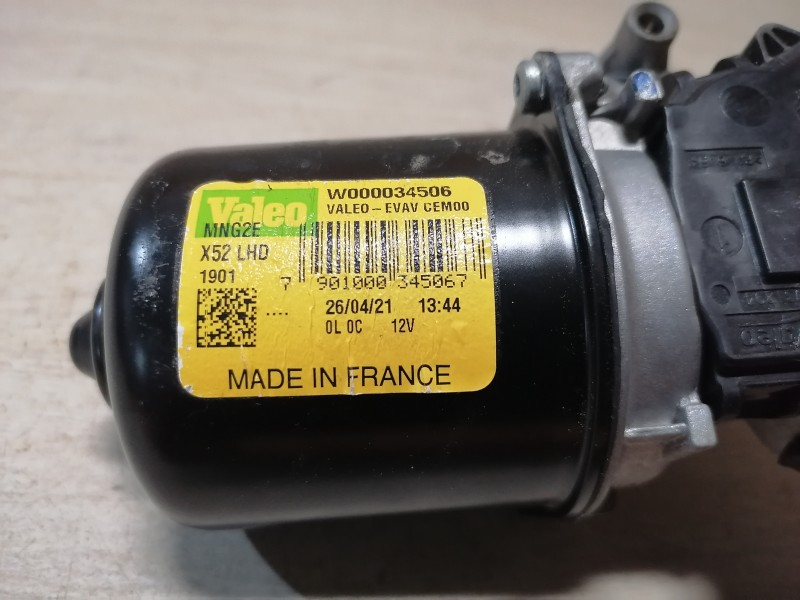 Valeo
W000034506
VALEO-EVAV CEM00
MNG2E
X52 LHD
1901
7 901000 345067
....
26/04/21 13:44
0L 0C 12V
MADE IN FRANCE